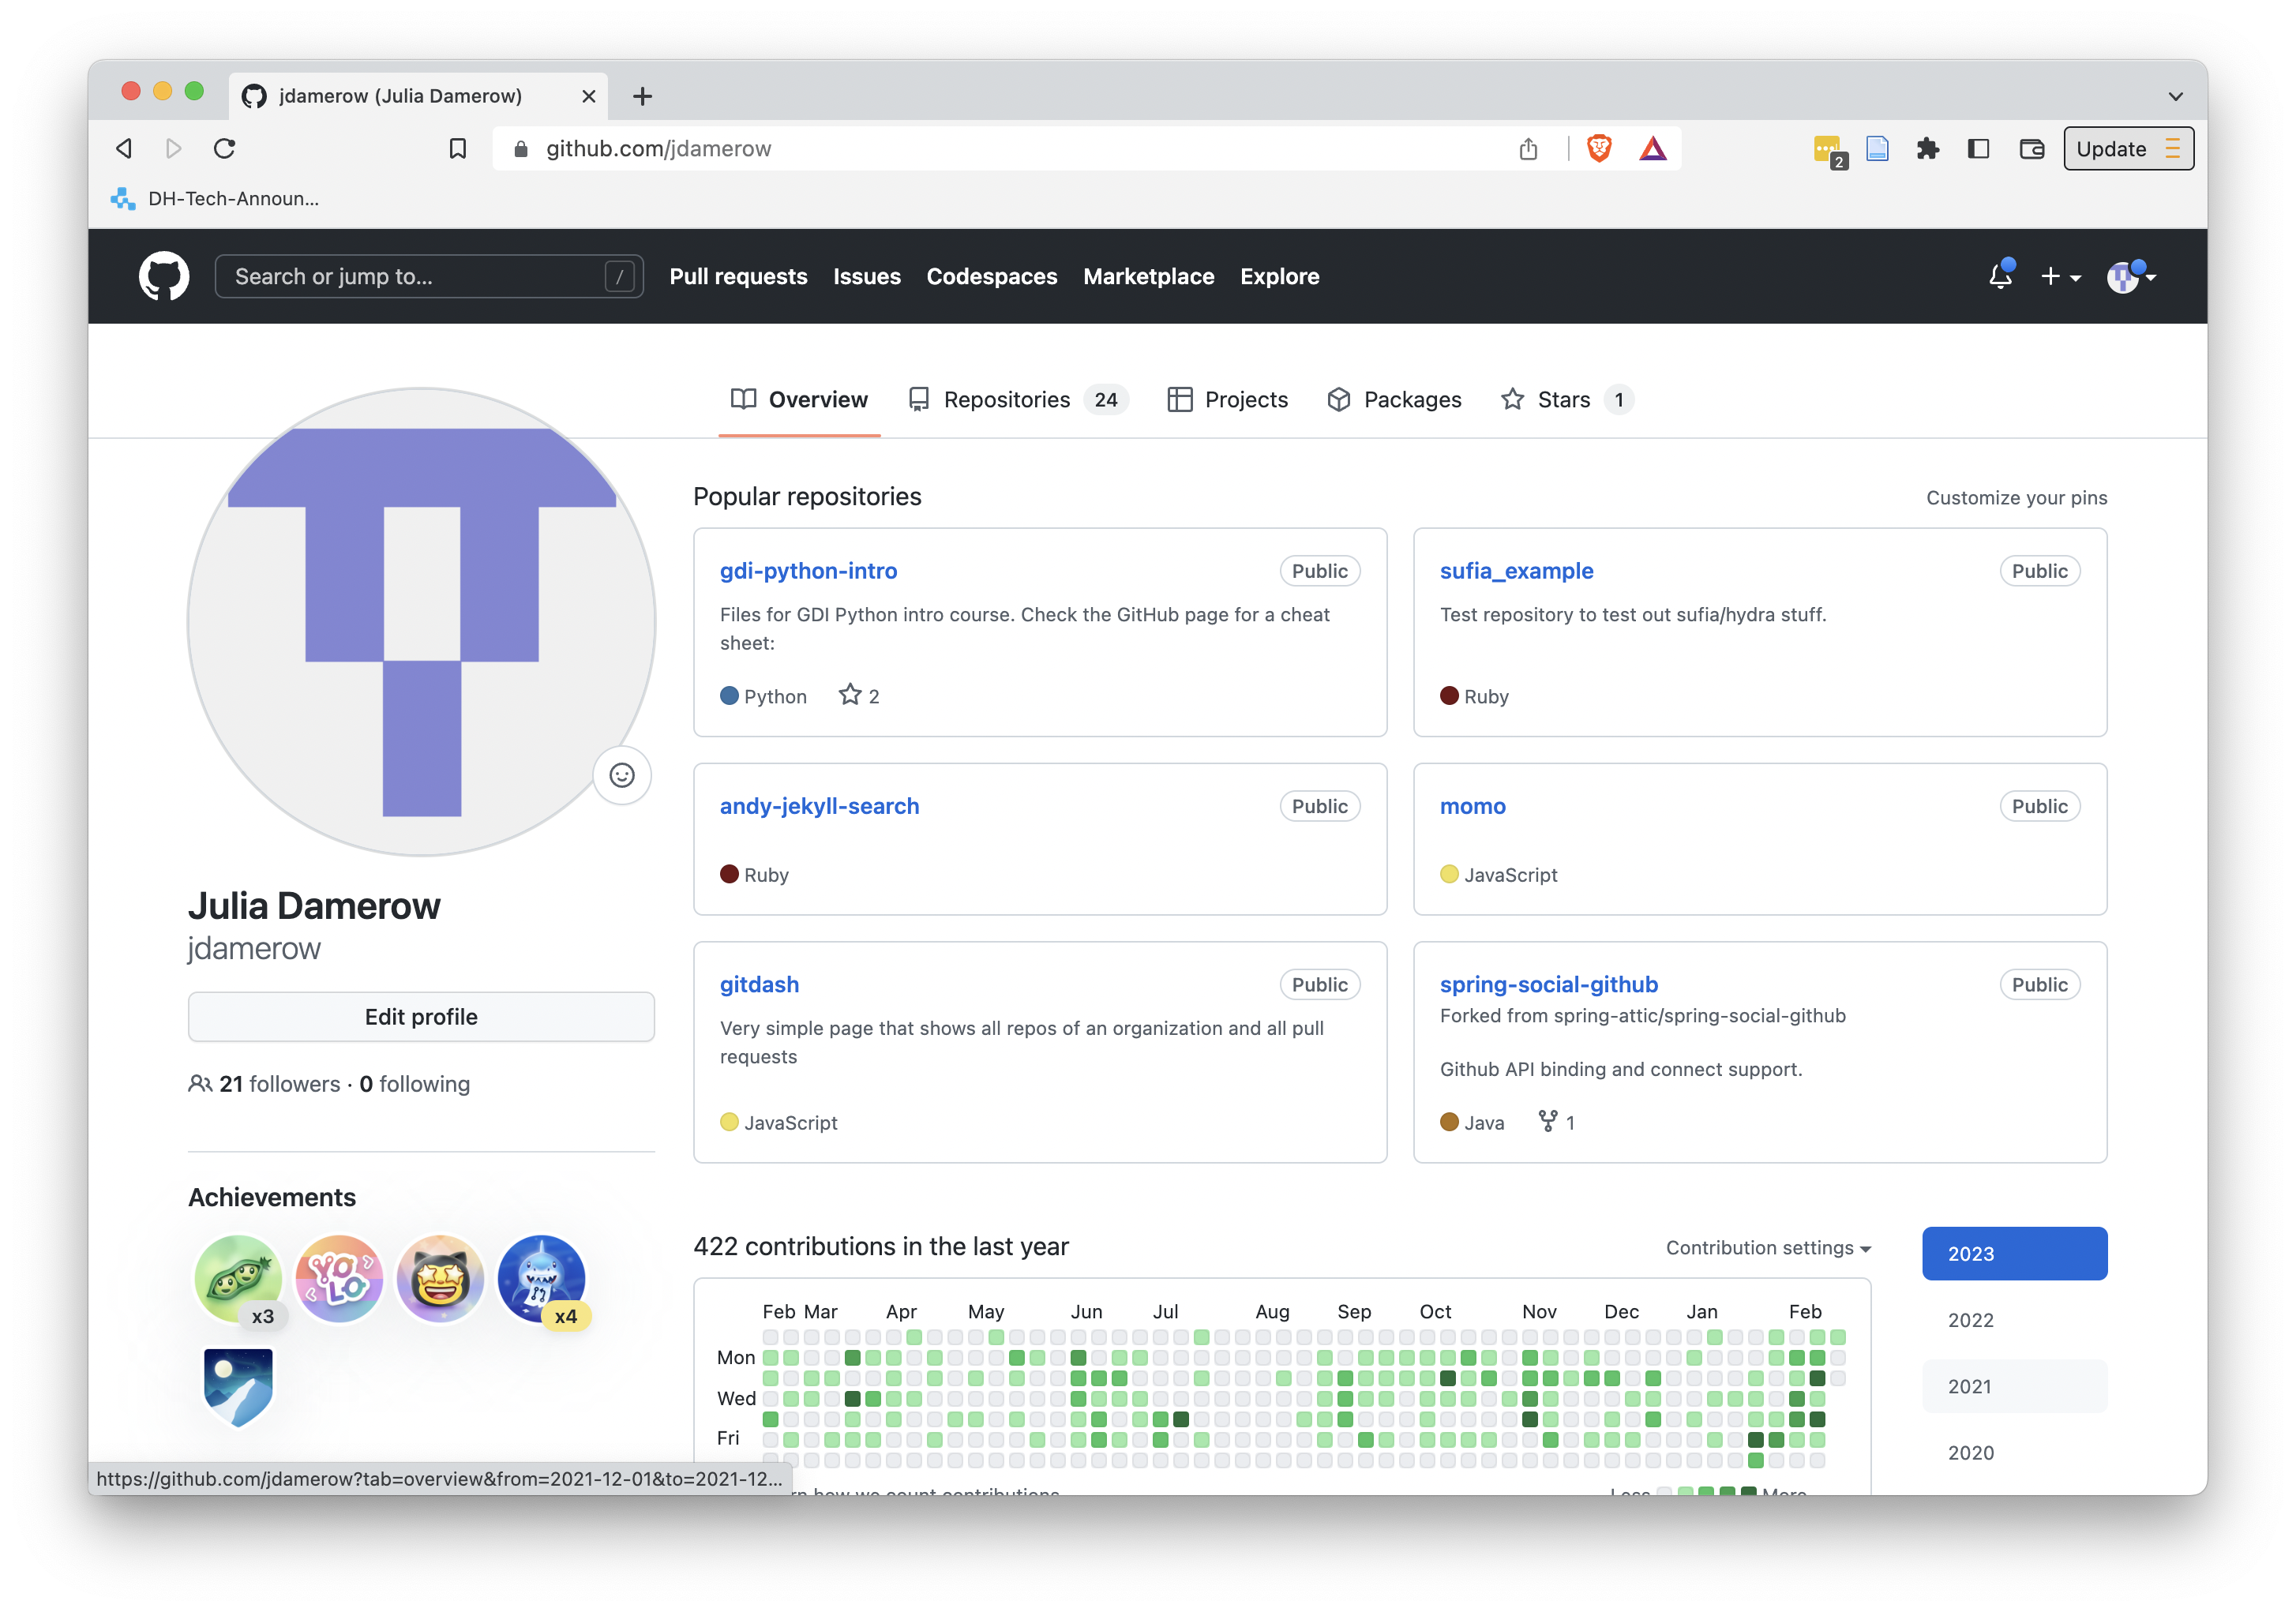 jdamerow (Julia Damerow)
github.com/jdamerow
2
Update
DH-Tech-Announ...
Search or jump to...
/
Pull requests
Issues
Codespaces
Marketplace
Explore
Overview
Repositories 24
Projects
Packages
Stars 1
Julia Damerow
jdamerow
Edit profile
21 followers · 0 following
Achievements
x3
YOLO
x4
Popular repositories
Customize your pins
gdi-python-intro
Public
Files for GDI Python intro course. Check the GitHub page for a cheat
sheet:
Python
2
sufia_example
Public
Test repository to test out sufia/hydra stuff.
Ruby
andy-jekyll-search
Public
Ruby
momo
Public
JavaScript
gitdash
Public
Very simple page that shows all repos of an organization and all pull
requests
JavaScript
spring-social-github
Public
Forked from spring-attic/spring-social-github
Github API binding and connect support.
Java
1
422 contributions in the last year
Contribution settings
Feb Mar Apr May Jun Jul Aug Sep Oct Nov Dec Jan Feb
Mon
Wed
Fri
how we count contributions
Less
More
2023
2022
2021
2020
https://github.com/jdamerow?tab=overview&from=2021-12-01&to=2021-12...